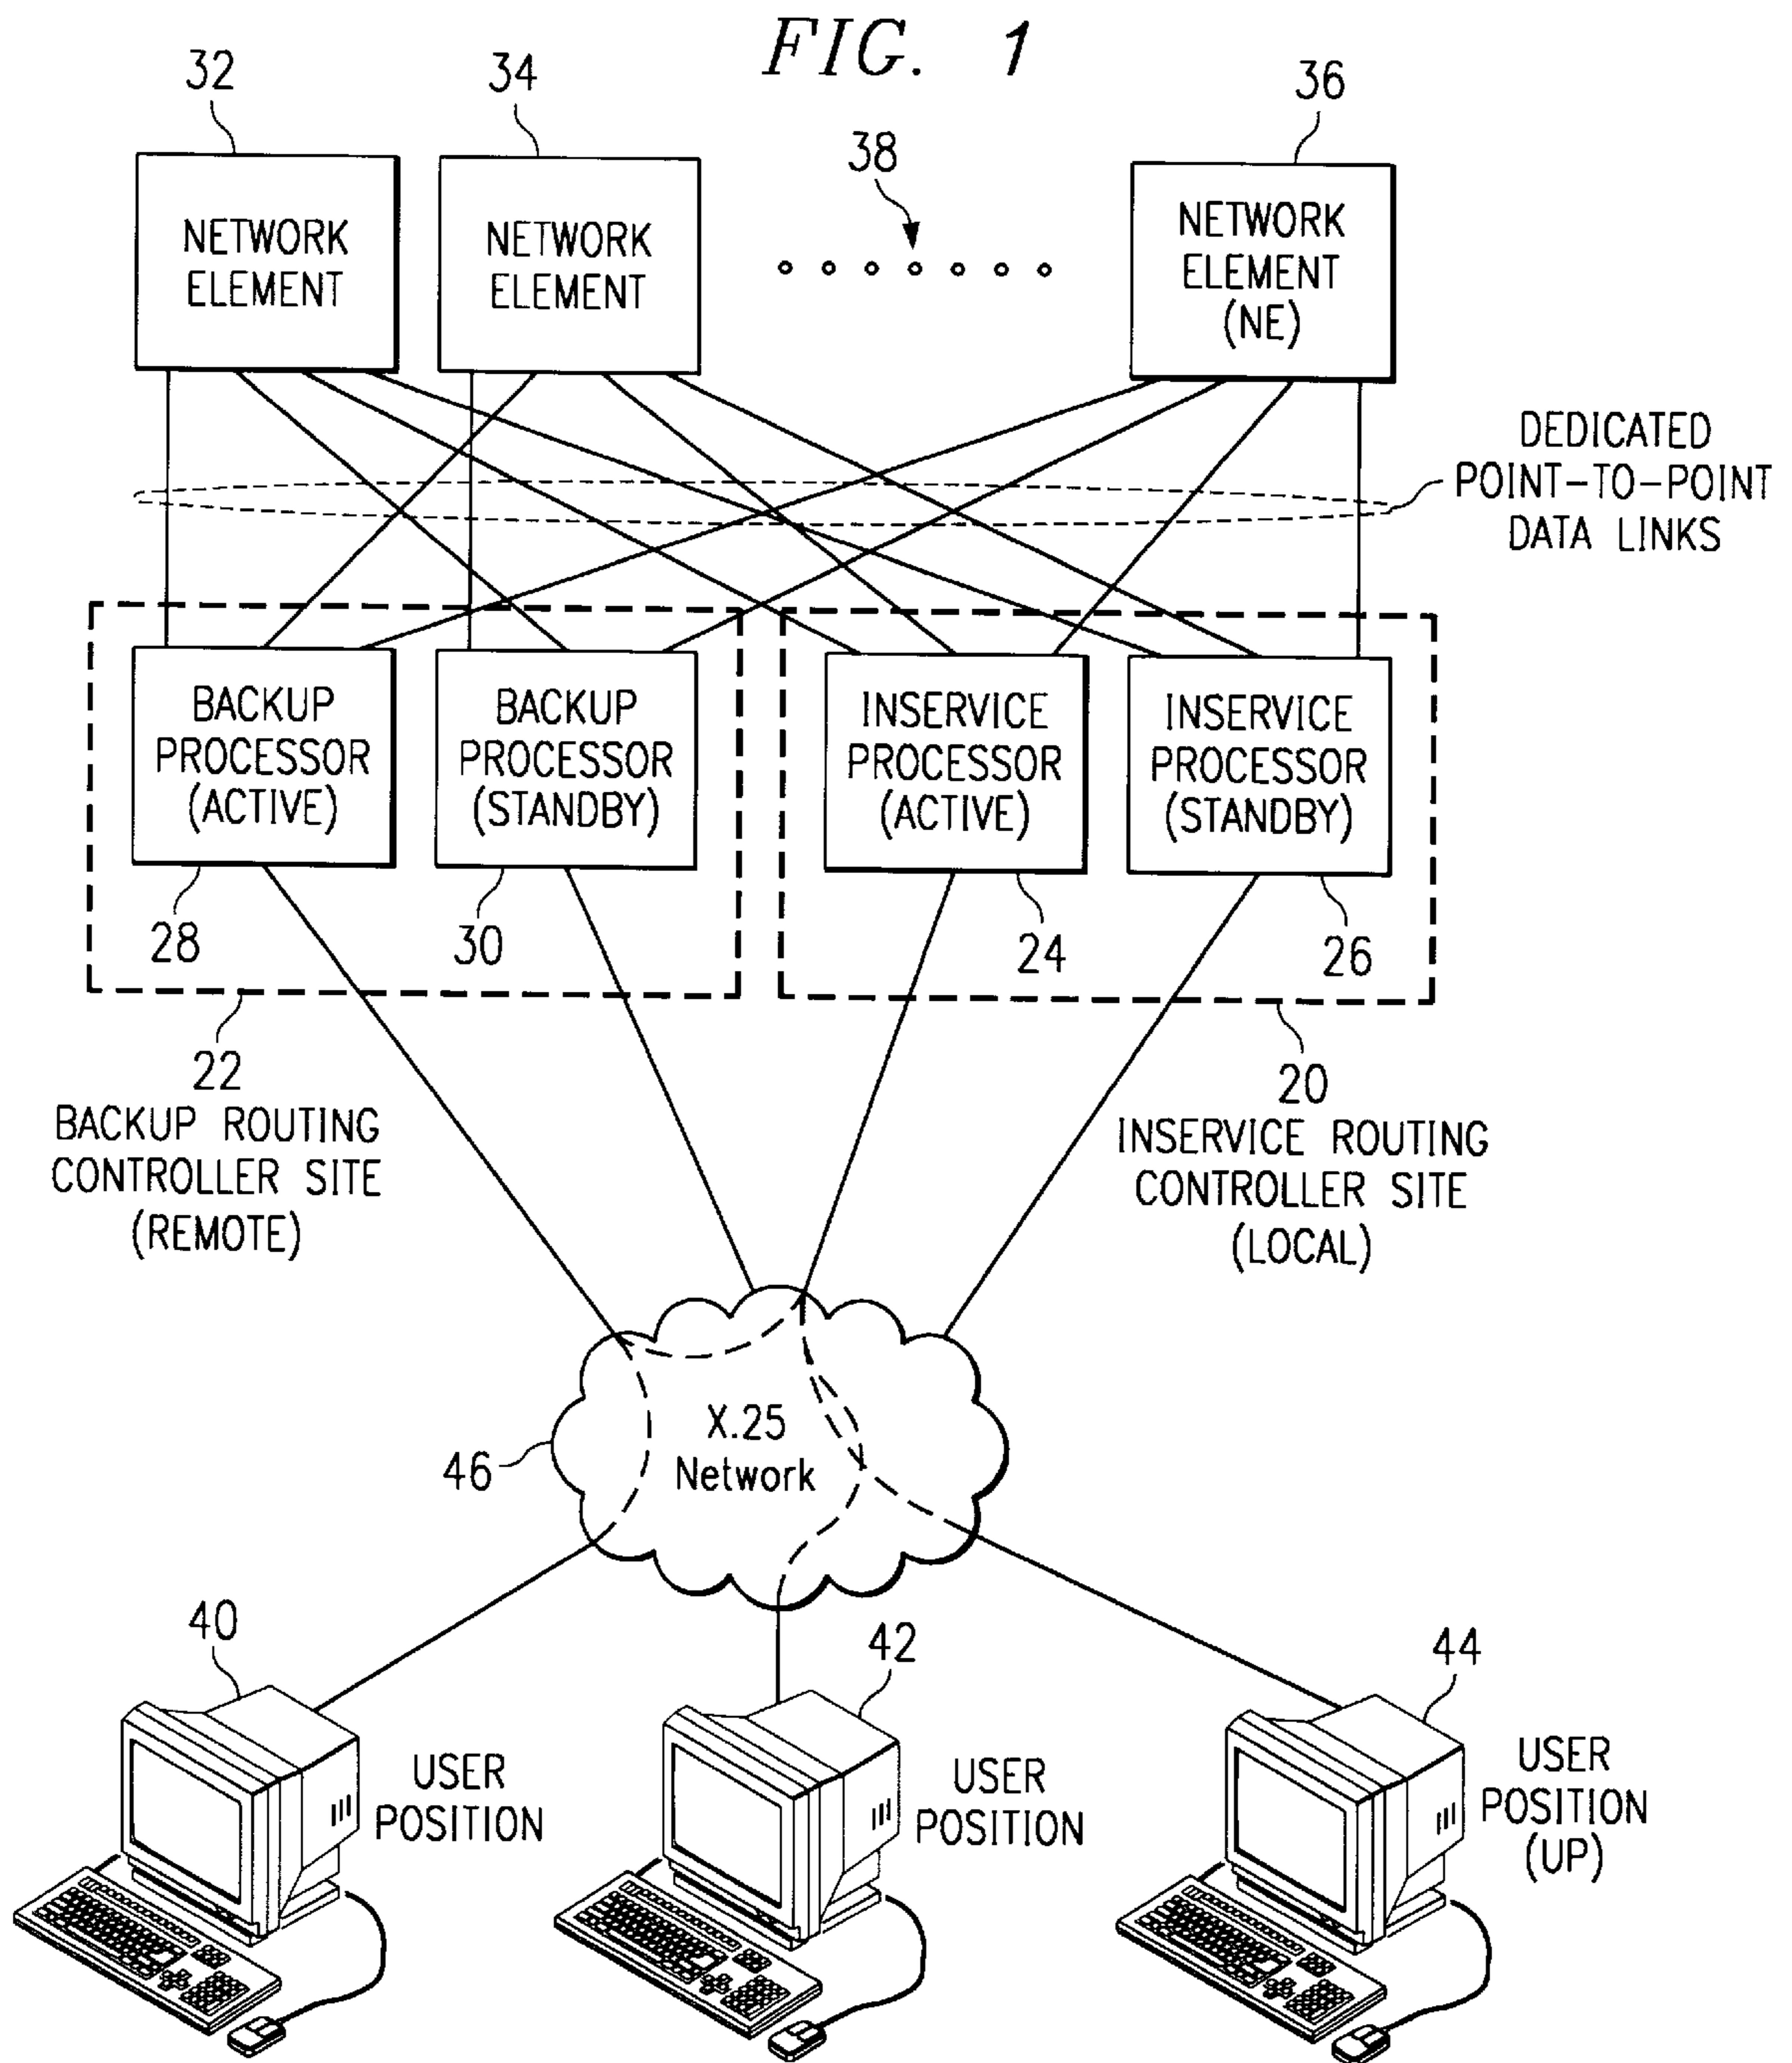 FIG. 1
32
34
36
38
NETWORK
ELEMENT
NETWORK
ELEMENT
NETWORK
ELEMENT
(NE)
DEDICATED
POINT-TO-POINT
DATA LINKS
BACKUP
PROCESSOR
(ACTIVE)
BACKUP
PROCESSOR
(STANDBY)
INSERVICE
PROCESSOR
(ACTIVE)
INSERVICE
PROCESSOR
(STANDBY)
28
30
24
26
22
BACKUP ROUTING
CONTROLLER SITE
(REMOTE)
20
INSERVICE ROUTING
CONTROLLER SITE
(LOCAL)
X.25
Network
46
40
42
44
USER
POSITION
USER
POSITION
USER
POSITION
(UP)